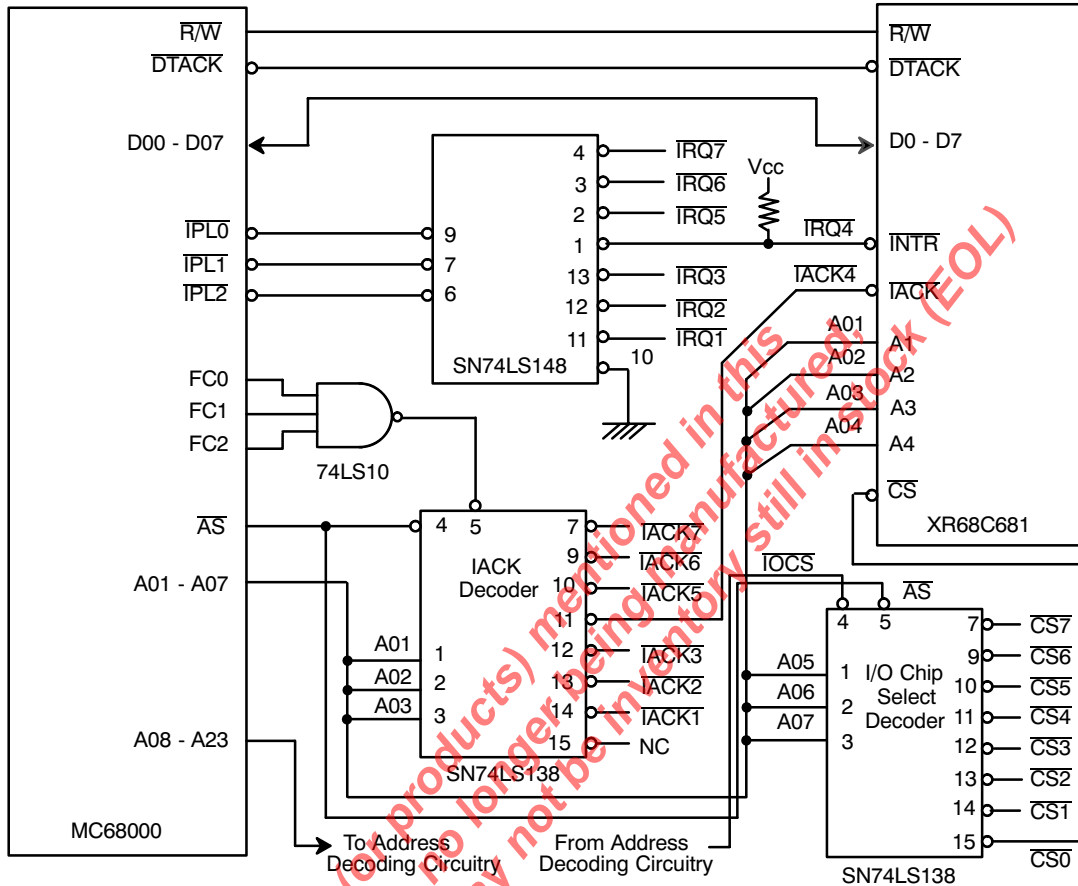 R/W
DTACK
D00 - D07
IPL0
IPL1
IPL2
FC0
FC1
FC2
AS
A01 - A07
A08 - A23
MC68000
4
3
2
1
13
12
11
10
9
7
6
SN74LS148
IRQ7
IRQ6
IRQ5
IRQ4
IRQ3
IRQ2
IRQ1
Vcc
74LS10
4
5
IACK
Decoder
A01
A02
A03
1
2
3
7
9
10
11
12
13
14
15
IACK7
IACK6
IACK5
IACK3
IACK2
IACK1
NC
SN74LS138
IACK4
A01
A02
A03
A04
R/W
DTACK
D0 - D7
INTR
IACK
A1
A2
A3
A4
CS
XR68C681
IOCS
AS
4
5
A05
A06
A07
1
2
3
I/O Chip
Select
Decoder
7
9
10
11
12
13
14
15
CS7
CS6
CS5
CS4
CS3
CS2
CS1
CS0
SN74LS138
To Address
Decoding Circuitry
From Address
Decoding Circuitry
(or products) mentioned in this
no longer being manufactured,
may not be inventory still in stock (EOL)